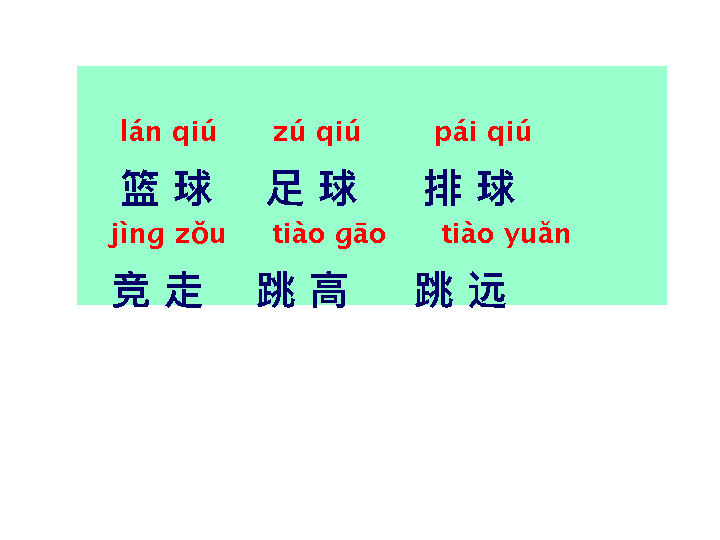 lán qiú zú qiú pái qiú
篮 球 足 球 排 球
jìng zǒu tiào gāo tiào yuǎn
竞 走 跳 高 跳 远